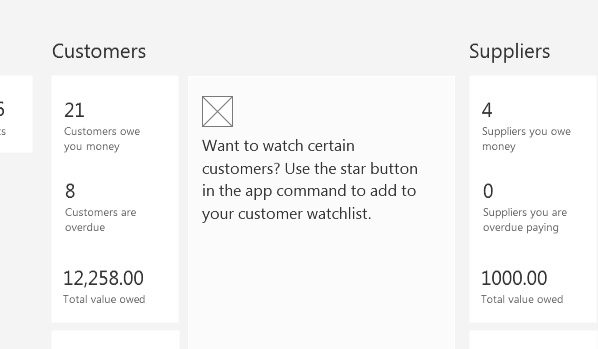 Customers
Suppliers
21
Customers owe
you money
8
Customers are
overdue
12,258.00
Total value owed
Want to watch certain
customers? Use the star button
in the app command to add to
your customer watchlist.
4
Suppliers you owe
money
0
Suppliers you are
overdue paying
1000.00
Total value owed